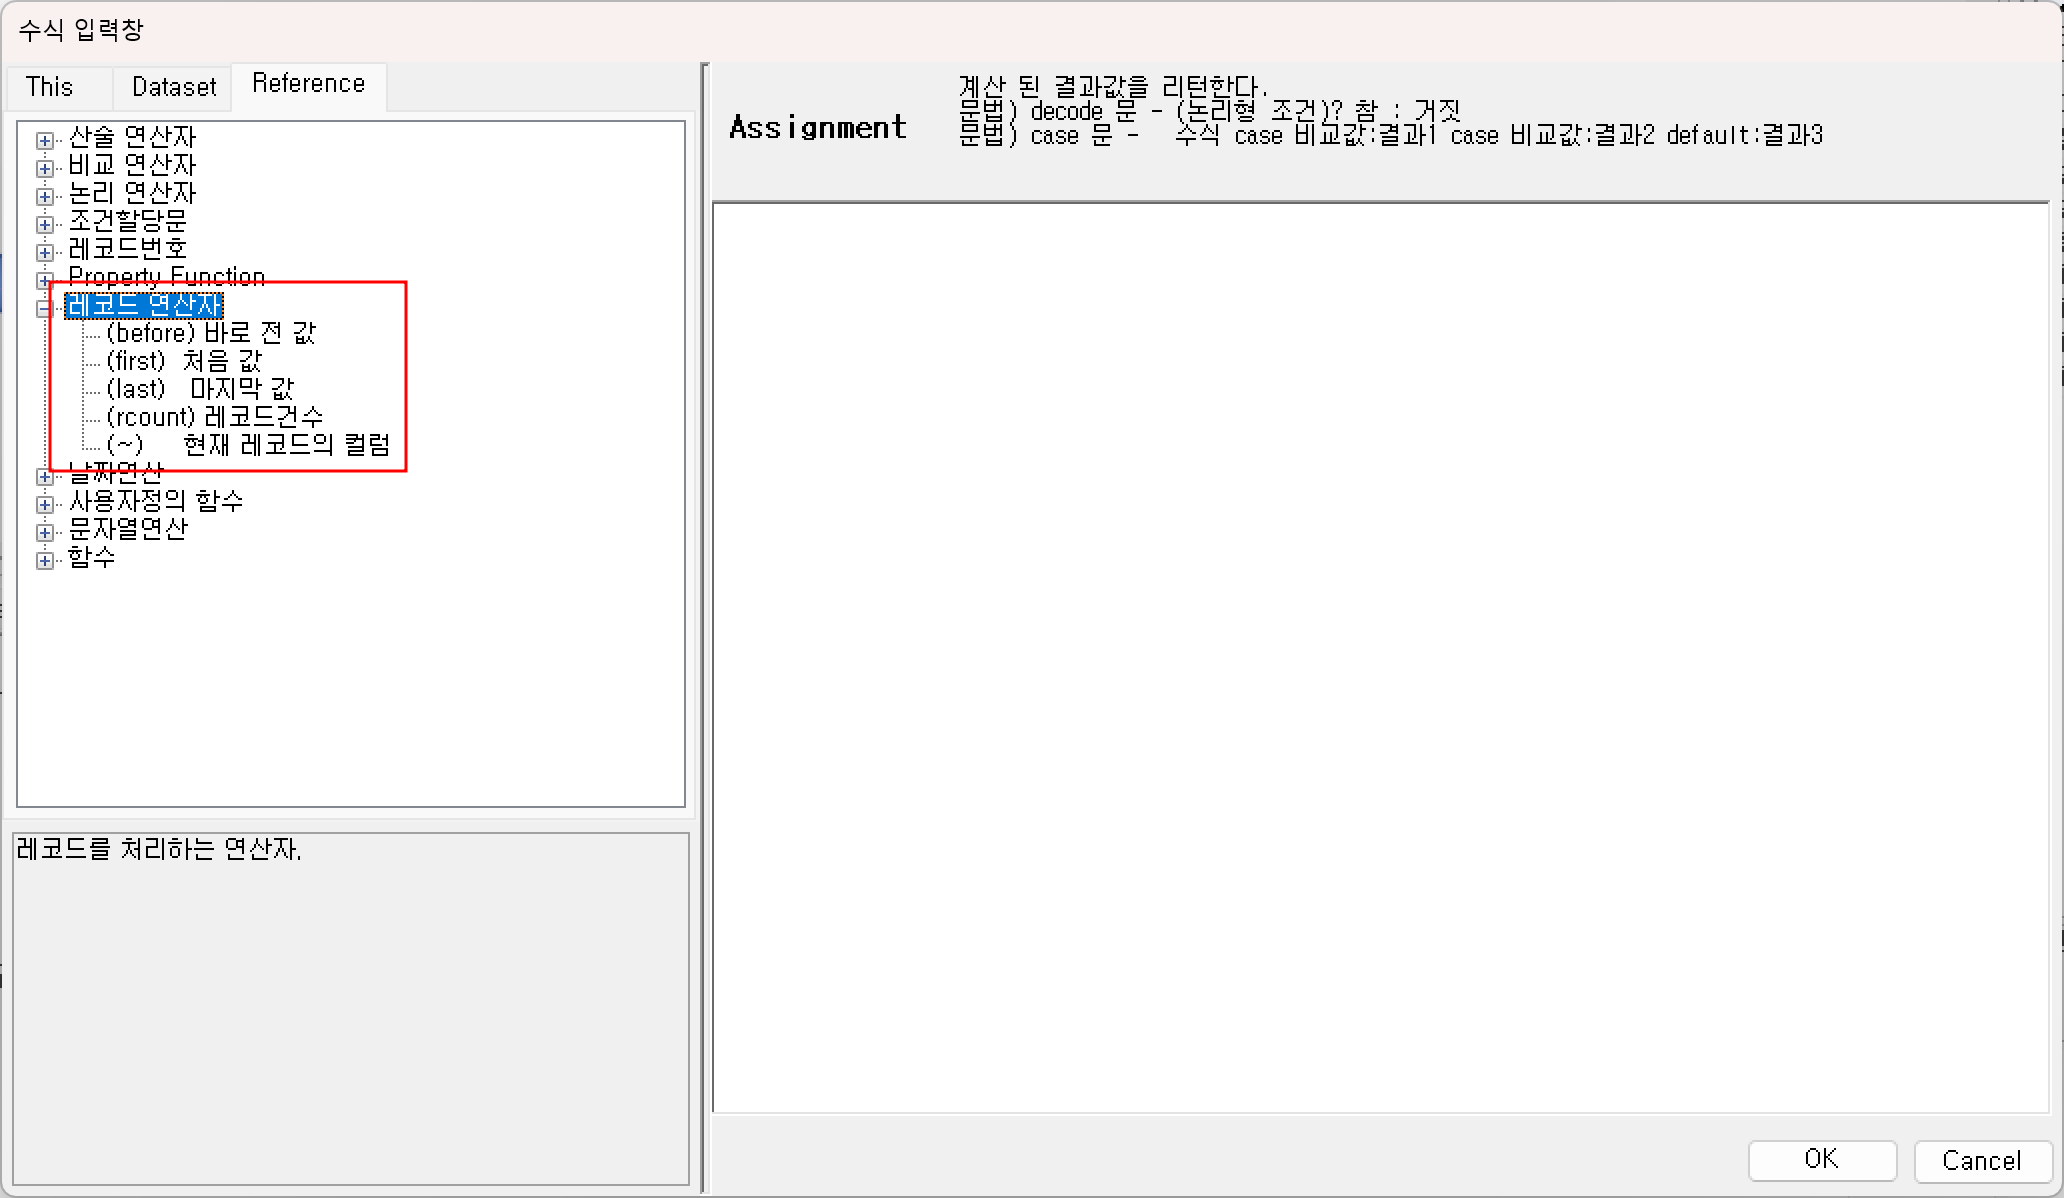 수식 입력창
This Dataset Reference
산술 연산자
비교 연산자
논리 연산자
조건할당문
레코드번호
Property Function
레코드 연산자
(before) 바로 전 값
(first) 처음 값
(last) 마지막 값
(rcount) 레코드건수
(~) 현재 레코드의 컬럼
날짜연산
사용자정의 함수
문자열연산
함수
레코드를 처리하는 연산자.
Assignment
계산 된 결과값을 리턴한다.
문법) decode 문 - (논리형 조건)? 참 : 거짓
문법) case 문 - 수식 case 비교값:결과1 case 비교값:결과2 default:결과3
OK Cancel